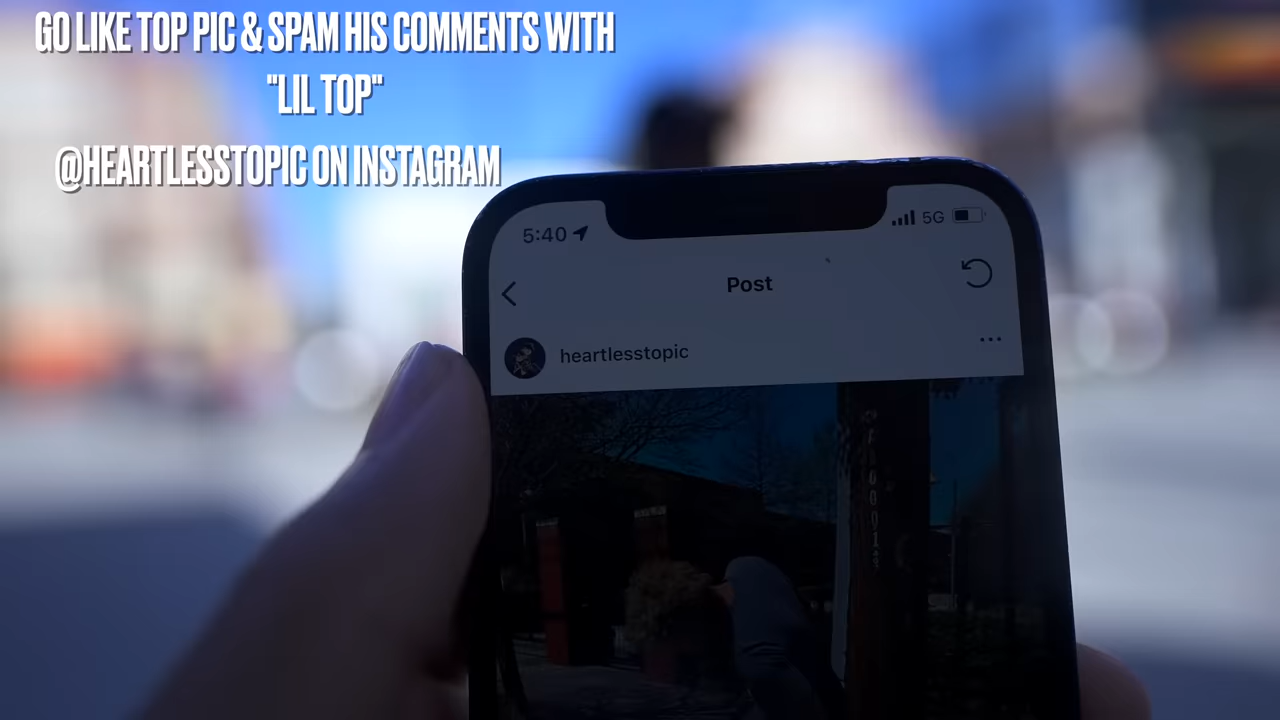 GO LIKE TOP PIC & SPAM HIS COMMENTS WITH
"LIL TOP"
@HEARTLESSTOPIC ON INSTAGRAM
5:40
5G
Post
heartlesstopic